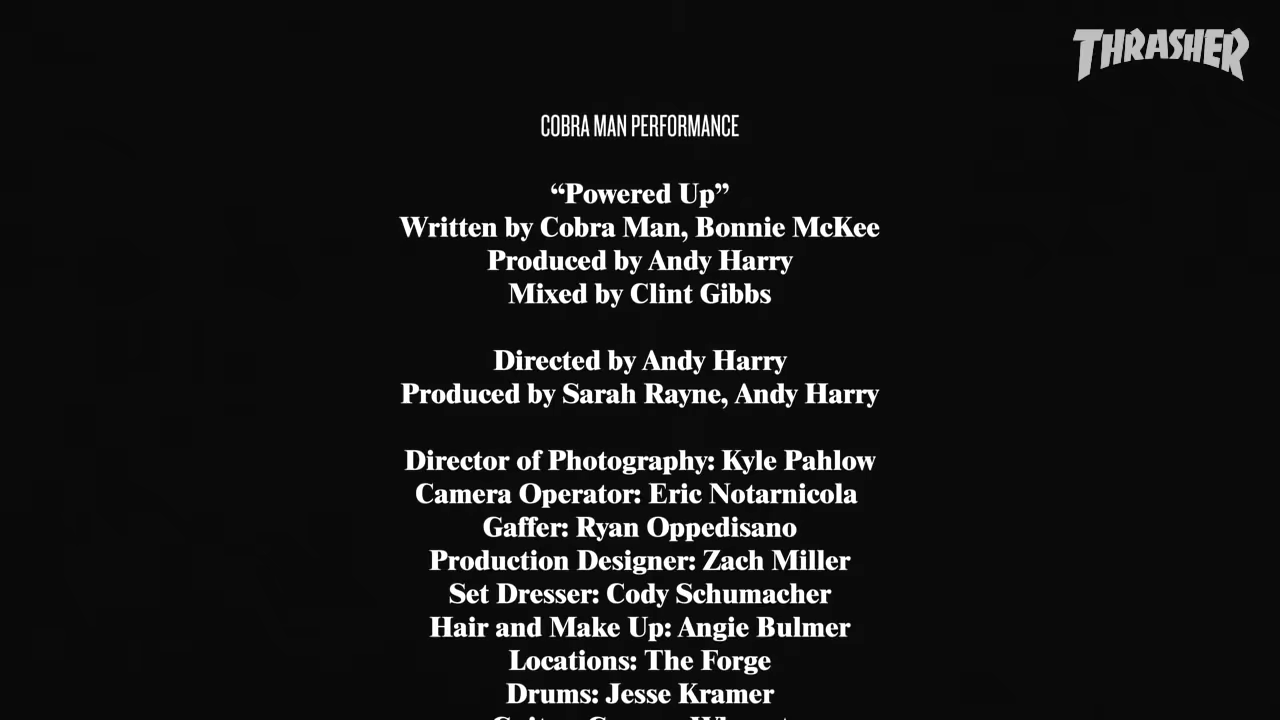 THRASHER
COBRA MAN PERFORMANCE
“Powered Up”
Written by Cobra Man, Bonnie McKee
Produced by Andy Harry
Mixed by Clint Gibbs
Directed by Andy Harry
Produced by Sarah Rayne, Andy Harry
Director of Photography: Kyle Pahlow
Camera Operator: Eric Notarnicola
Gaffer: Ryan Oppedisano
Production Designer: Zach Miller
Set Dresser: Cody Schumacher
Hair and Make Up: Angie Bulmer
Locations: The Forge
Drums: Jesse Kramer